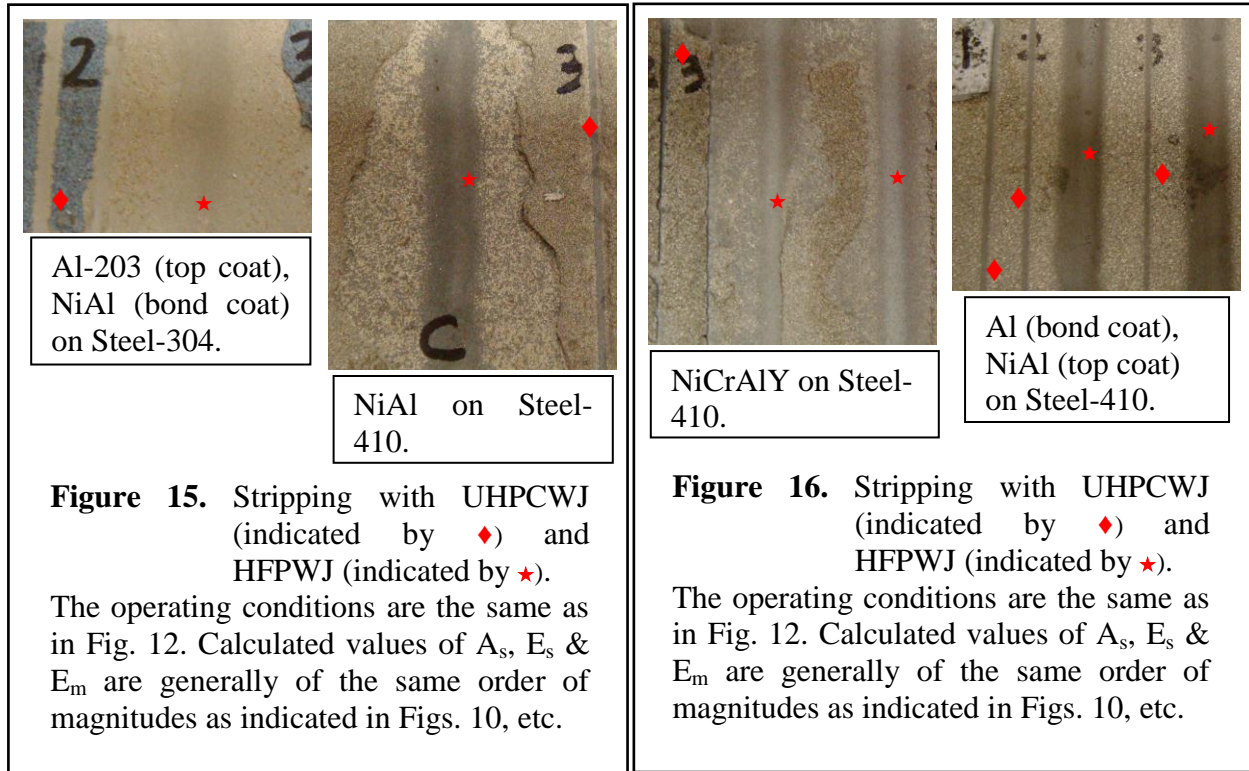 2
3
3
C
Al-203 (top coat),
NiAl (bond coat)
on Steel-304.
NiAl on Steel-
410.
Figure 15. Stripping with UHPCWJ
(indicated by ♦) and
HFPWJ (indicated by ★).
The operating conditions are the same as
in Fig. 12. Calculated values of Aₛ, Eₛ &
Eₘ are generally of the same order of
magnitudes as indicated in Figs. 10, etc.
3
1 2 3
NiCrAlY on Steel-
410.
Al (bond coat),
NiAl (top coat)
on Steel-410.
Figure 16. Stripping with UHPCWJ
(indicated by ♦) and
HFPWJ (indicated by ★).
The operating conditions are the same as
in Fig. 12. Calculated values of Aₛ, Eₛ &
Eₘ are generally of the same order of
magnitudes as indicated in Figs. 10, etc.